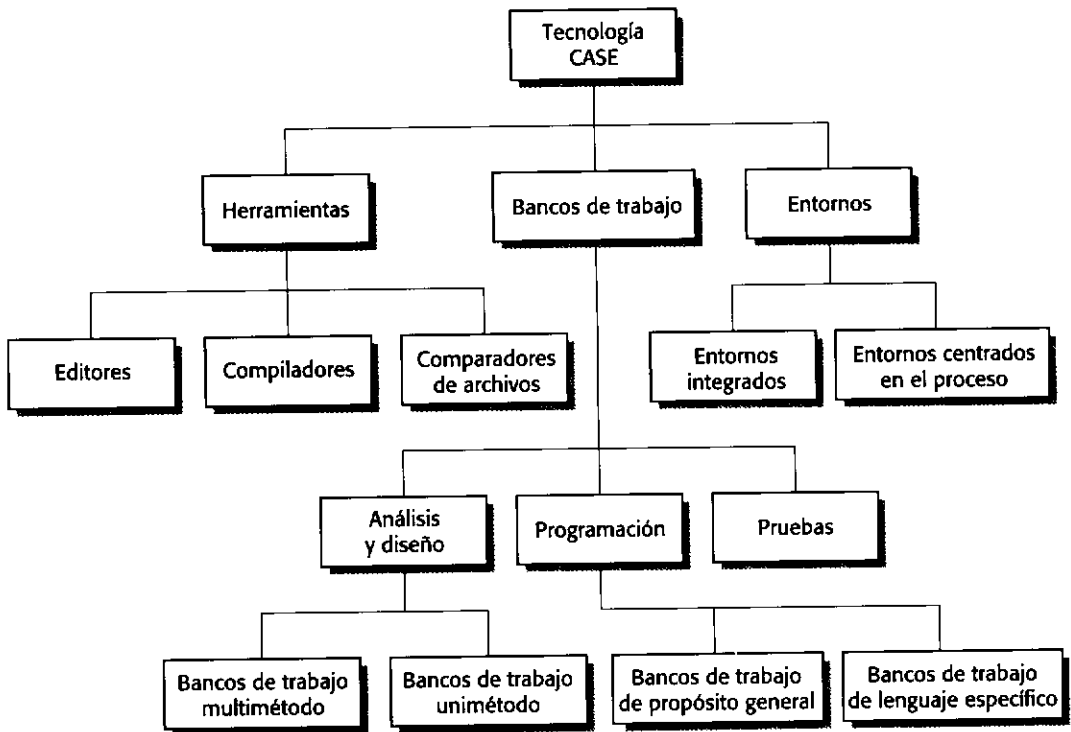 Tecnología
CASE
Herramientas
Bancos de trabajo
Entornos
Editores
Compiladores
Comparadores
de archivos
Entornos
integrados
Entornos centrados
en el proceso
Análisis
y diseño
Programación
Pruebas
Bancos de trabajo
multimétodo
Bancos de trabajo
unimétodo
Bancos de trabajo
de propósito general
Bancos de trabajo
de lenguaje específico